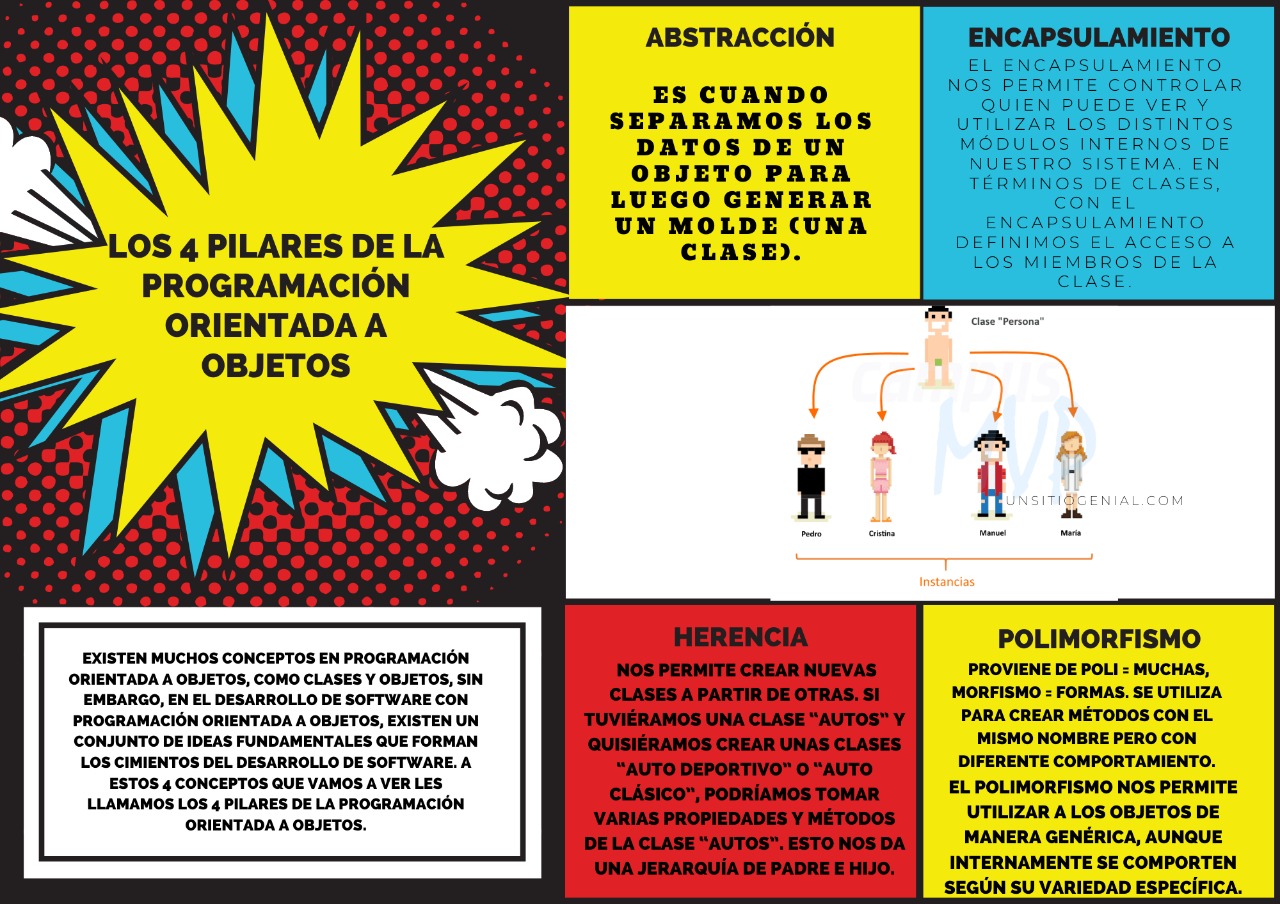 LOS 4 PILARES DE LA
PROGRAMACIÓN
ORIENTADA A
OBJETOS
EXISTEN MUCHOS CONCEPTOS EN PROGRAMACIÓN
ORIENTADA A OBJETOS, COMO CLASES Y OBJETOS, SIN
EMBARGO, EN EL DESARROLLO DE SOFTWARE CON
PROGRAMACIÓN ORIENTADA A OBJETOS, EXISTEN UN
CONJUNTO DE IDEAS FUNDAMENTALES QUE FORMAN
LOS CIMIENTOS DEL DESARROLLO DE SOFTWARE. A
ESTOS 4 CONCEPTOS QUE VAMOS A VER LES
LLAMAMOS LOS 4 PILARES DE LA PROGRAMACIÓN
ORIENTADA A OBJETOS.
ABSTRACCIÓN
ES CUANDO
SEPARAMOS LOS
DATOS DE UN
OBJETO PARA
LUEGO GENERAR
UN MOLDE (UNA
CLASE).
ENCAPSULAMIENTO
EL ENCAPSULAMIENTO
NOS PERMITE CONTROLAR
QUIEN PUEDE VER Y
UTILIZAR LOS DISTINTOS
MÓDULOS INTERNOS DE
NUESTRO SISTEMA. EN
TÉRMINOS DE CLASES,
CON EL
ENCAPSULAMIENTO
DEFINIMOS EL ACCESO A
LOS MIEMBROS DE LA
CLASE.
Clase "Persona"
campus
MVP
UNSITIOGENIAL.COM
Pedro Cristina Manuel María
Instancias
HERENCIA
NOS PERMITE CREAR NUEVAS
CLASES A PARTIR DE OTRAS. SI
TUVIÉRAMOS UNA CLASE “AUTOS” Y
QUISIÉRAMOS CREAR UNAS CLASES
“AUTO DEPORTIVO” O “AUTO
CLÁSICO”, PODRÍAMOS TOMAR
VARIAS PROPIEDADES Y MÉTODOS
DE LA CLASE “AUTOS”. ESTO NOS DA
UNA JERARQUÍA DE PADRE E HIJO.
POLIMORFISMO
PROVIENE DE POLI = MUCHAS,
MORFISMO = FORMAS. SE UTILIZA
PARA CREAR MÉTODOS CON EL
MISMO NOMBRE PERO CON
DIFERENTE COMPORTAMIENTO.
EL POLIMORFISMO NOS PERMITE
UTILIZAR A LOS OBJETOS DE
MANERA GENÉRICA, AUNQUE
INTERNAMENTE SE COMPORTEN
SEGÚN SU VARIEDAD ESPECÍFICA.